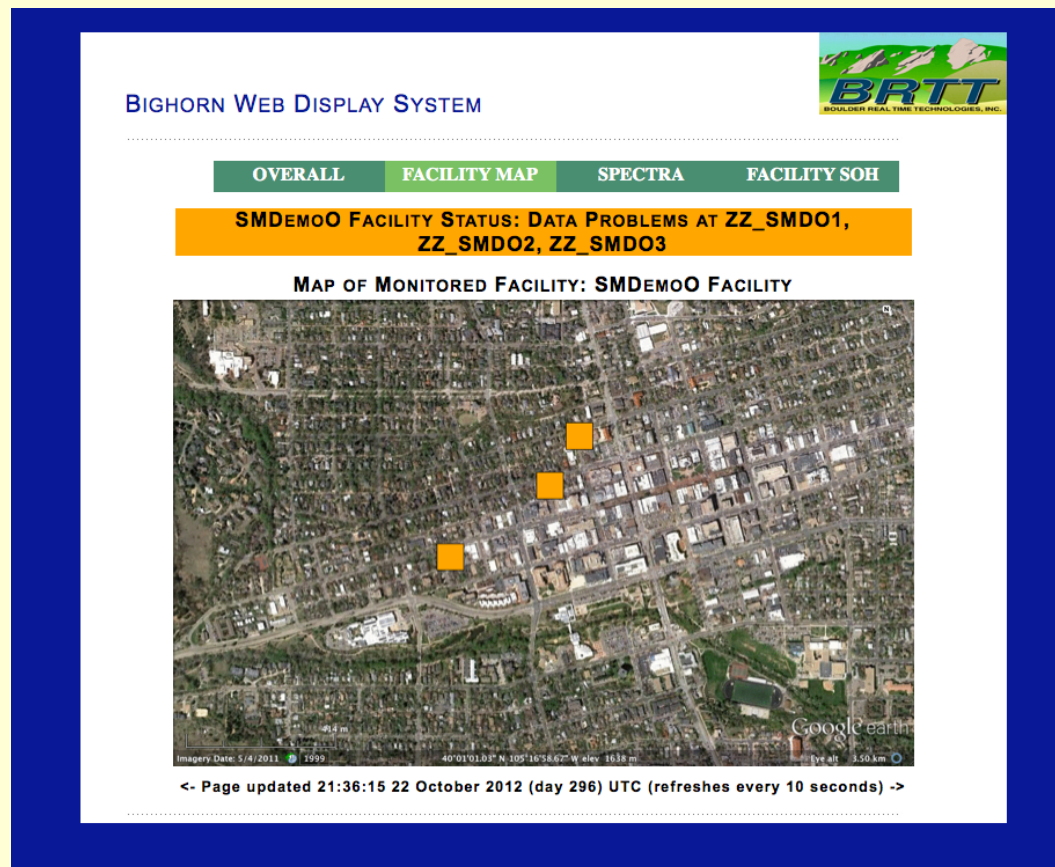 BRTT
BOULDER REAL TIME TECHNOLOGIES, INC.
BIGHORN WEB DISPLAY SYSTEM
OVERALL FACILITY MAP SPECTRA FACILITY SOH
SMDEMOO FACILITY STATUS: DATA PROBLEMS AT ZZ_SMDO1,
ZZ_SMDO2, ZZ_SMDO3
MAP OF MONITORED FACILITY: SMDEMOO FACILITY
414 m
Google earth
Imagery Date: 5/4/2011 1999 40°01'01.03" N 105°16'58.67" W elev 1638 m Eye alt 3.50 km
<- Page updated 21:36:15 22 October 2012 (day 296) UTC (refreshes every 10 seconds) ->